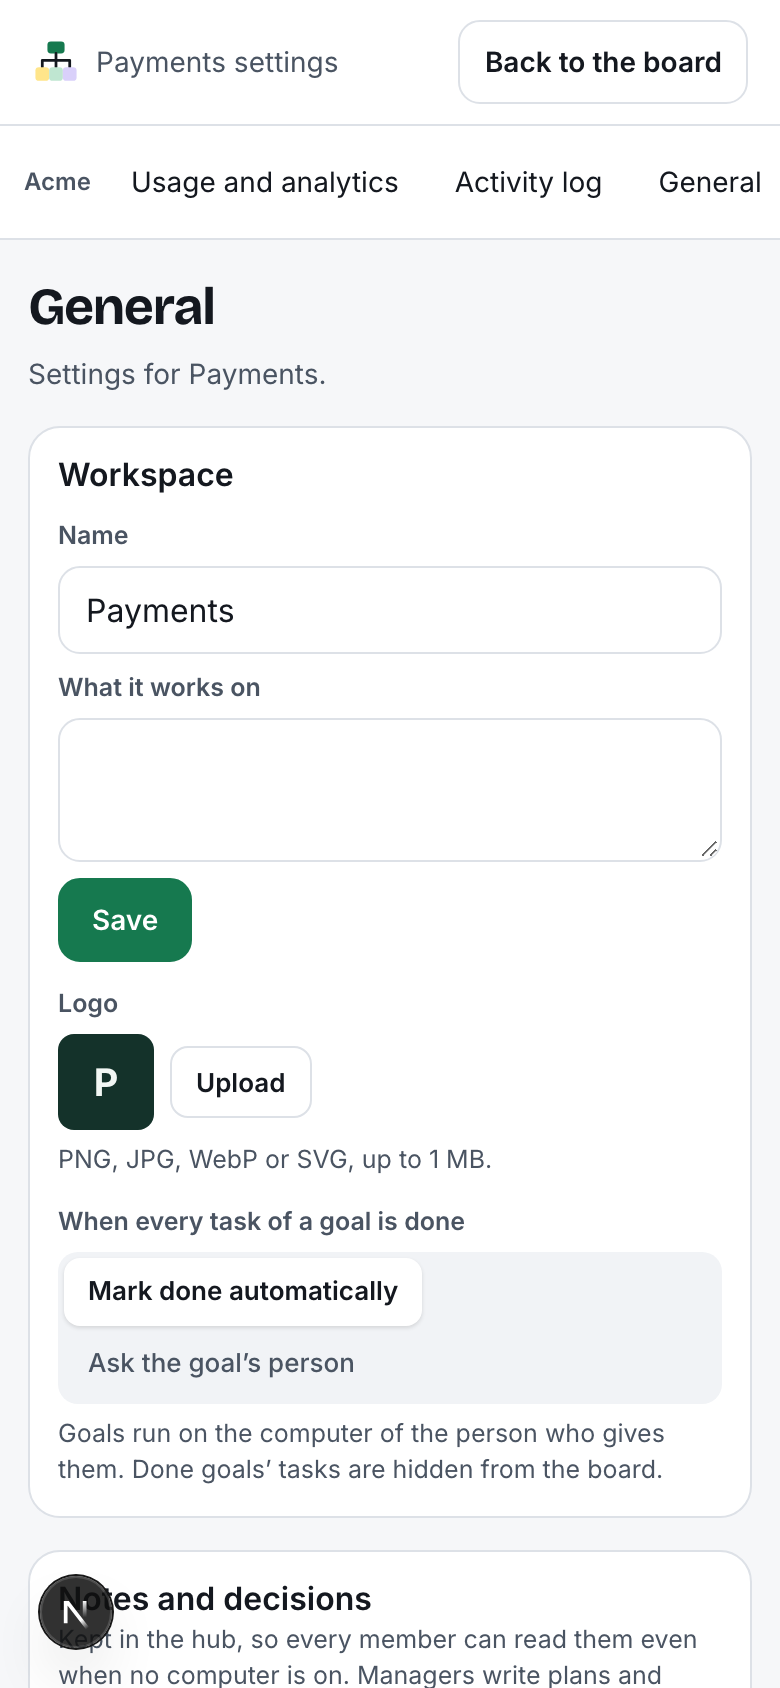 Payments settings
Back to the board
Acme
Usage and analytics
Activity log
General
General
Settings for Payments.
Workspace
Name
Payments
What it works on
Save
Logo
P
Upload
PNG, JPG, WebP or SVG, up to 1 MB.
When every task of a goal is done
Mark done automatically
Ask the goal’s person
Goals run on the computer of the person who gives
them. Done goals’ tasks are hidden from the board.
Notes and decisions
N
Kept in the hub, so every member can read them even
when no computer is on. Managers write plans and